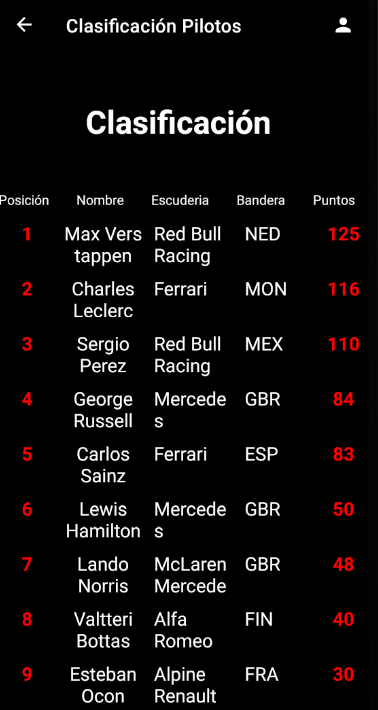 Clasificación Pilotos
Clasificación
Posición Nombre Escuderia Bandera Puntos
1 Max Vers Red Bull NED 125
tappen Racing
2 Charles Ferrari MON 116
Leclerc
3 Sergio Red Bull MEX 110
Perez Racing
4 George Mercede GBR 84
Russell s
5 Carlos Ferrari ESP 83
Sainz
6 Lewis Mercede GBR 50
Hamilton s
7 Lando McLaren GBR 48
Norris Mercede
8 Valtteri Alfa FIN 40
Bottas Romeo
9 Esteban Alpine FRA 30
Ocon Renault